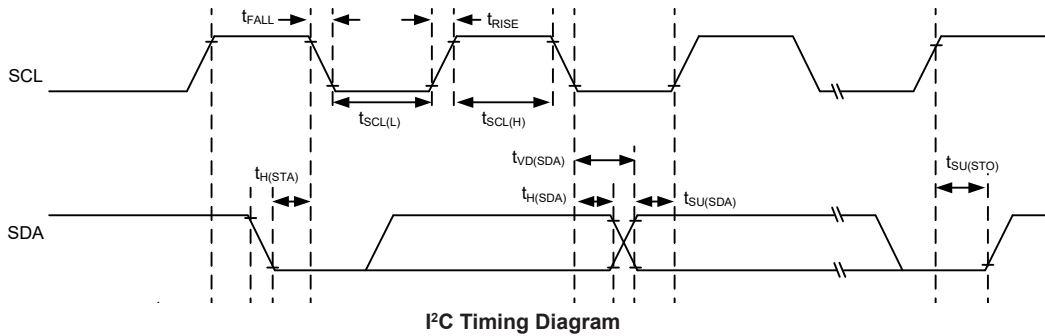 tFALL
tRISE
SCL
tSCL(L)
tSCL(H)
tVD(SDA)
tH(STA)
tH(SDA)
tSU(SDA)
tSU(STO)
SDA
I²C Timing Diagram